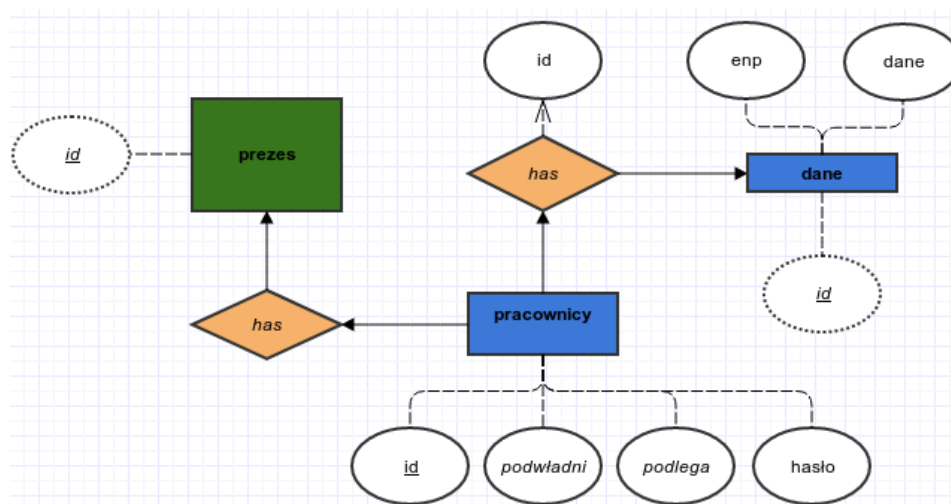 id
enp
dane
id
prezes
has
dane
id
pracownicy
has
id
podwładni
podlega
hasło